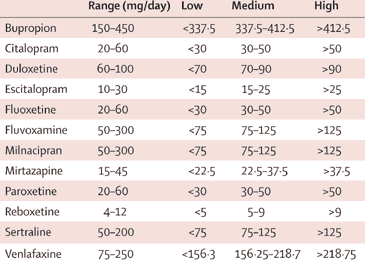 Range (mg/day) Low Medium High
Bupropion 150–450 <337·5 337·5–412·5 >412·5
Citalopram 20–60 <30 30–50 >50
Duloxetine 60–100 <70 70–90 >90
Escitalopram 10–30 <15 15–25 >25
Fluoxetine 20–60 <30 30–50 >50
Fluvoxamine 50–300 <75 75–125 >125
Milnacipran 50–300 <75 75–125 >125
Mirtazapine 15–45 <22·5 22·5–37·5 >37·5
Paroxetine 20–60 <30 30–50 >50
Reboxetine 4–12 <5 5–9 >9
Sertraline 50–200 <75 75–125 >125
Venlafaxine 75–250 <156·3 156·25–218·7 >218·75